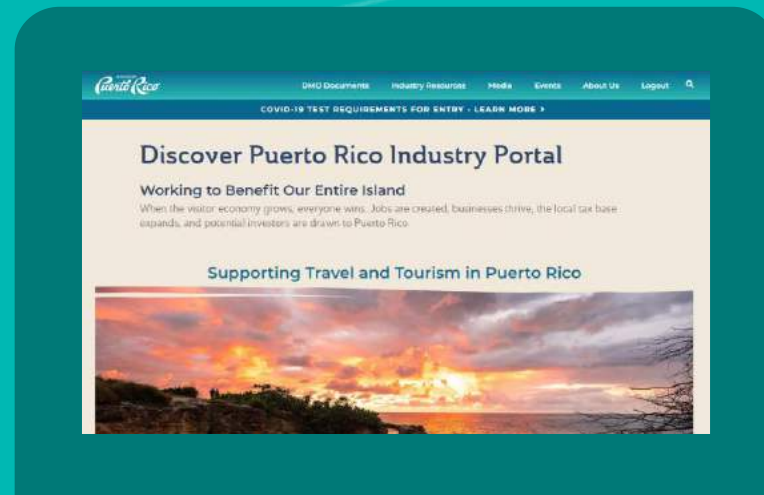 Puerto Rico
DMO Documents Industry Resources Media Events About Us Logout
COVID-19 TEST REQUIREMENTS FOR ENTRY - LEARN MORE >
Discover Puerto Rico Industry Portal
Working to Benefit Our Entire Island
When the visitor economy grows, everyone wins. Jobs are created, businesses thrive, the local tax base
expands, and potential investors are drawn to Puerto Rico.
Supporting Travel and Tourism in Puerto Rico